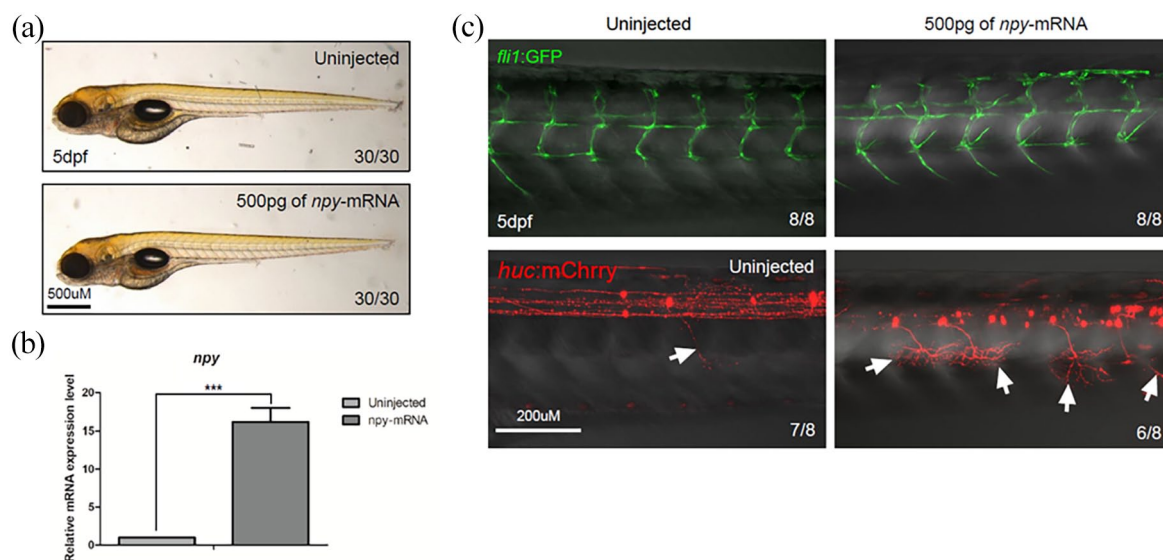 (a)
Uninjected
5dpf
30/30
500pg of npy-mRNA
500uM
30/30
(b)
npy
***
Relative mRNA expression level
20
15
10
5
0
Uninjected
npy-mRNA
(c)
Uninjected
500pg of npy-mRNA
fli1:GFP
5dpf
8/8
8/8
huc:mChrry
Uninjected
200uM
7/8
6/8